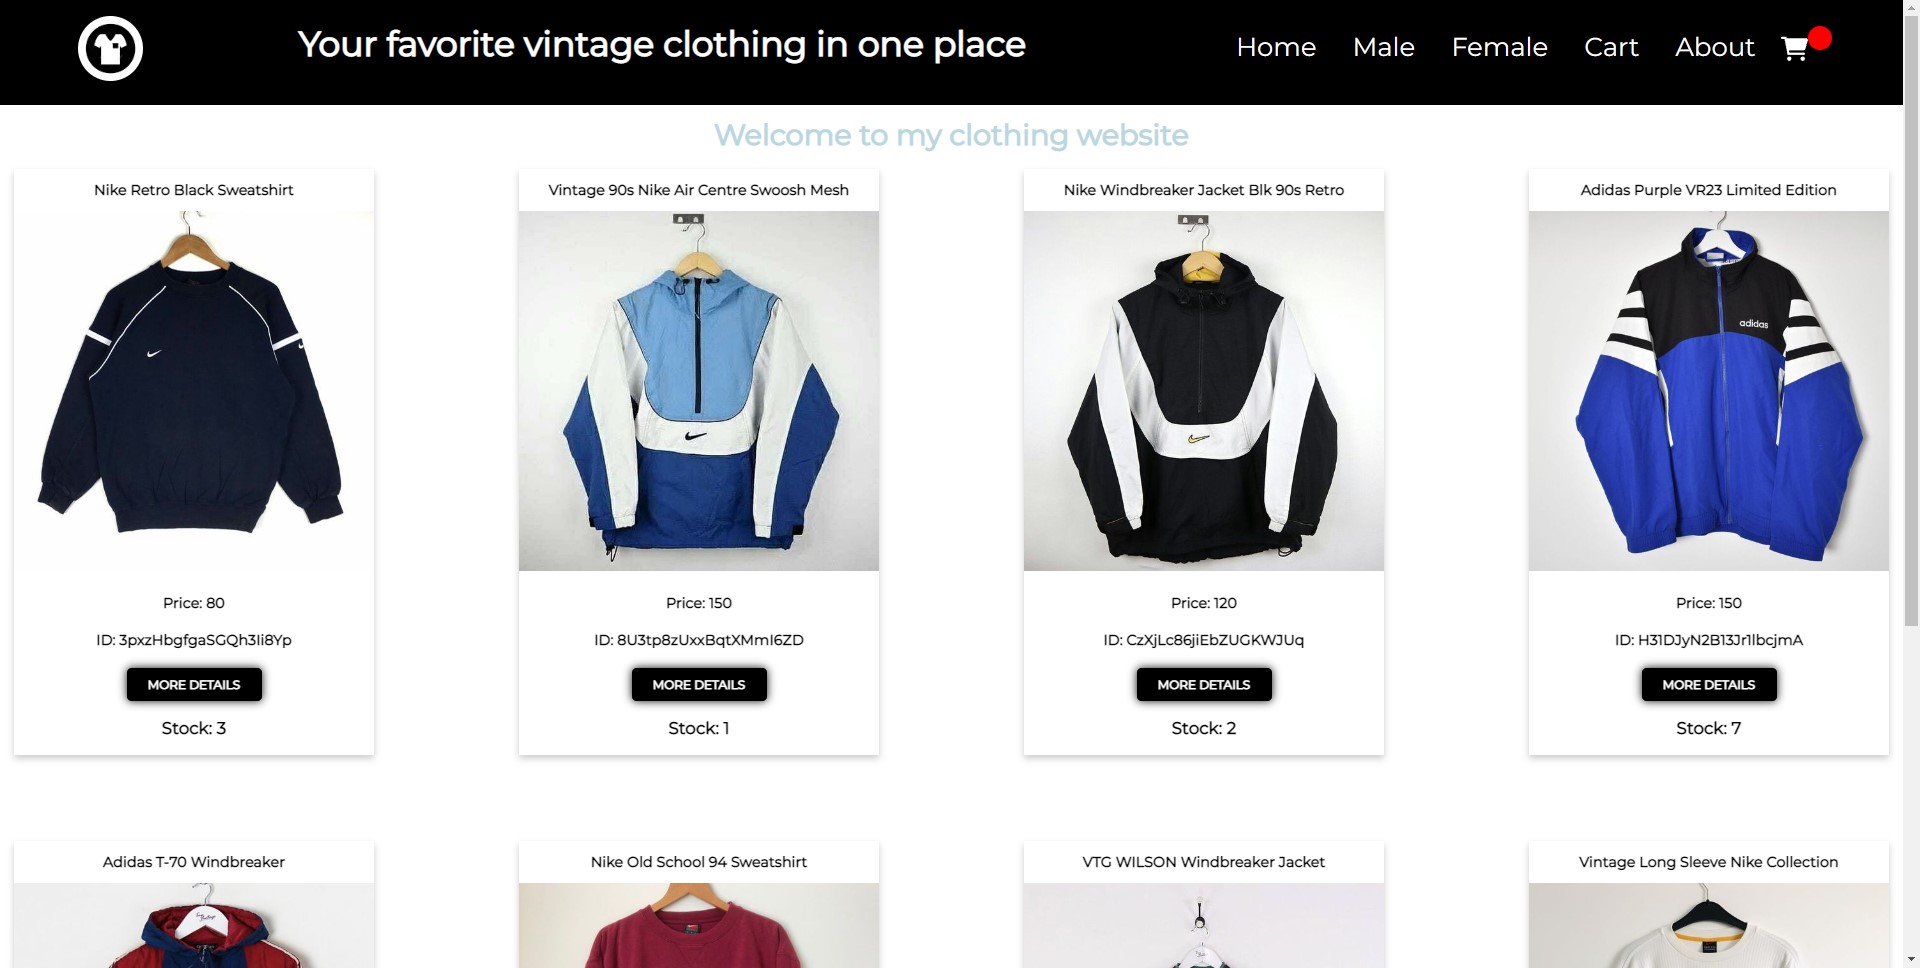 Your favorite vintage clothing in one place
Home Male Female Cart About
Welcome to my clothing website
Nike Retro Black Sweatshirt
Price: 80
ID: 3pxzHbgfgaSGQh3Ii8Yp
MORE DETAILS
Stock: 3
Vintage 90s Nike Air Centre Swoosh Mesh
Price: 150
ID: 8U3tp8zUxxBqtXMmI6ZD
MORE DETAILS
Stock: 1
Nike Windbreaker Jacket Blk 90s Retro
Price: 120
ID: CzXjLc86jiEbZUGKWJUq
MORE DETAILS
Stock: 2
Adidas Purple VR23 Limited Edition
adidas
Price: 150
ID: H31DJyN2B13Jr1lbcjmA
MORE DETAILS
Stock: 7
Adidas T-70 Windbreaker
Nike Old School 94 Sweatshirt
VTG WILSON Windbreaker Jacket
Vintage Long Sleeve Nike Collection